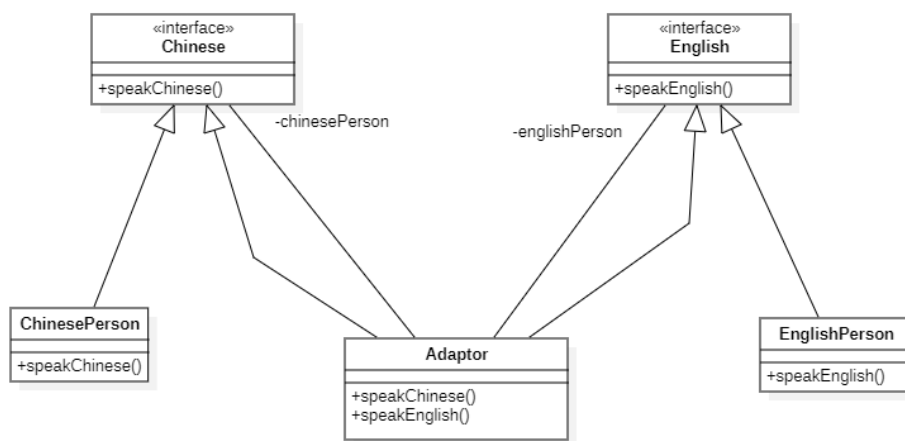 «interface»
Chinese
+speakChinese()
«interface»
English
+speakEnglish()
-chinesePerson
-englishPerson
ChinesePerson
+speakChinese()
Adaptor
+speakChinese()
+speakEnglish()
EnglishPerson
+speakEnglish()